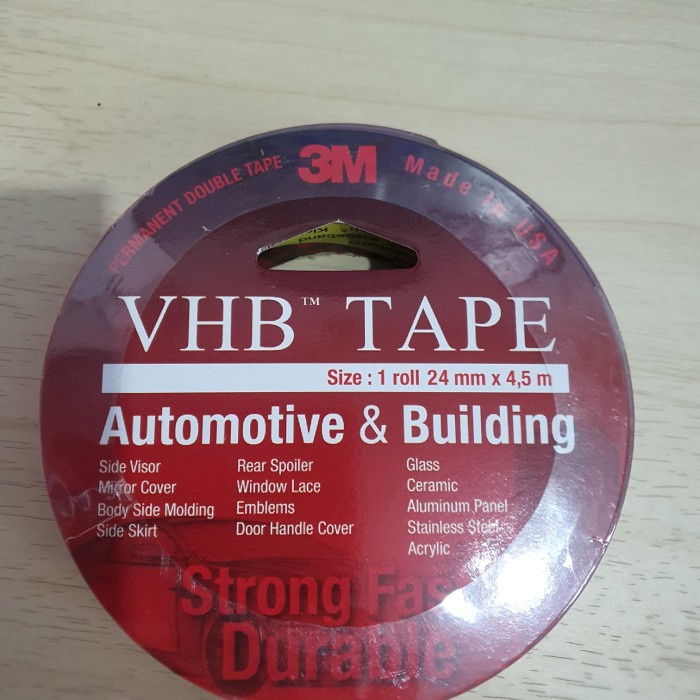 PERMANENT DOUBLE TAPE 3M Made in USA
VHB™ TAPE
Size : 1 roll 24 mm x 4,5 m
Automotive & Building
Side Visor Rear Spoiler Glass
Mirror Cover Window Lace Ceramic
Body Side Molding Emblems Aluminum Panel
Side Skirt Door Handle Cover Stainless Steel
Acrylic
Strong
Durable